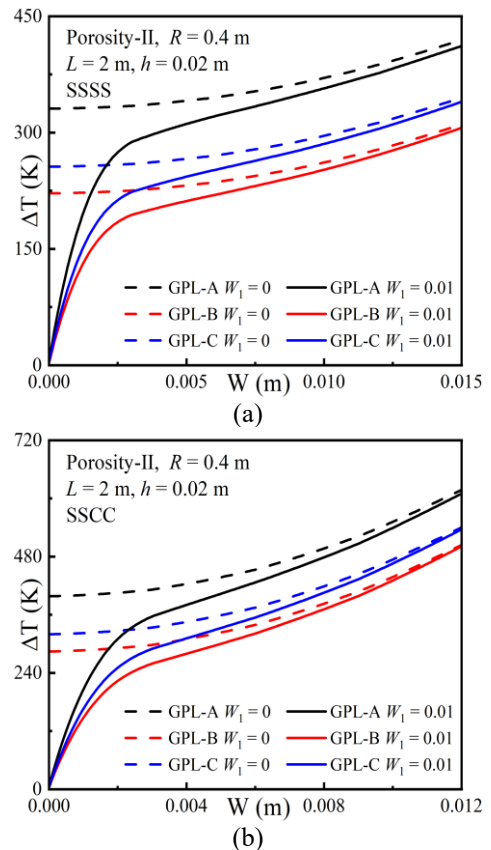 450
300
150
0
ΔT (K)
Porosity-II, R = 0.4 m
L = 2 m, h = 0.02 m
SSSS
GPL-A W₁ = 0 GPL-A W₁ = 0.01
GPL-B W₁ = 0 GPL-B W₁ = 0.01
GPL-C W₁ = 0 GPL-C W₁ = 0.01
0.000 0.005 0.010 0.015
W (m)
(a)
720
480
240
0
ΔT (K)
Porosity-II, R = 0.4 m
L = 2 m, h = 0.02 m
SSCC
GPL-A W₁ = 0 GPL-A W₁ = 0.01
GPL-B W₁ = 0 GPL-B W₁ = 0.01
GPL-C W₁ = 0 GPL-C W₁ = 0.01
0.000 0.004 0.008 0.012
W (m)
(b)